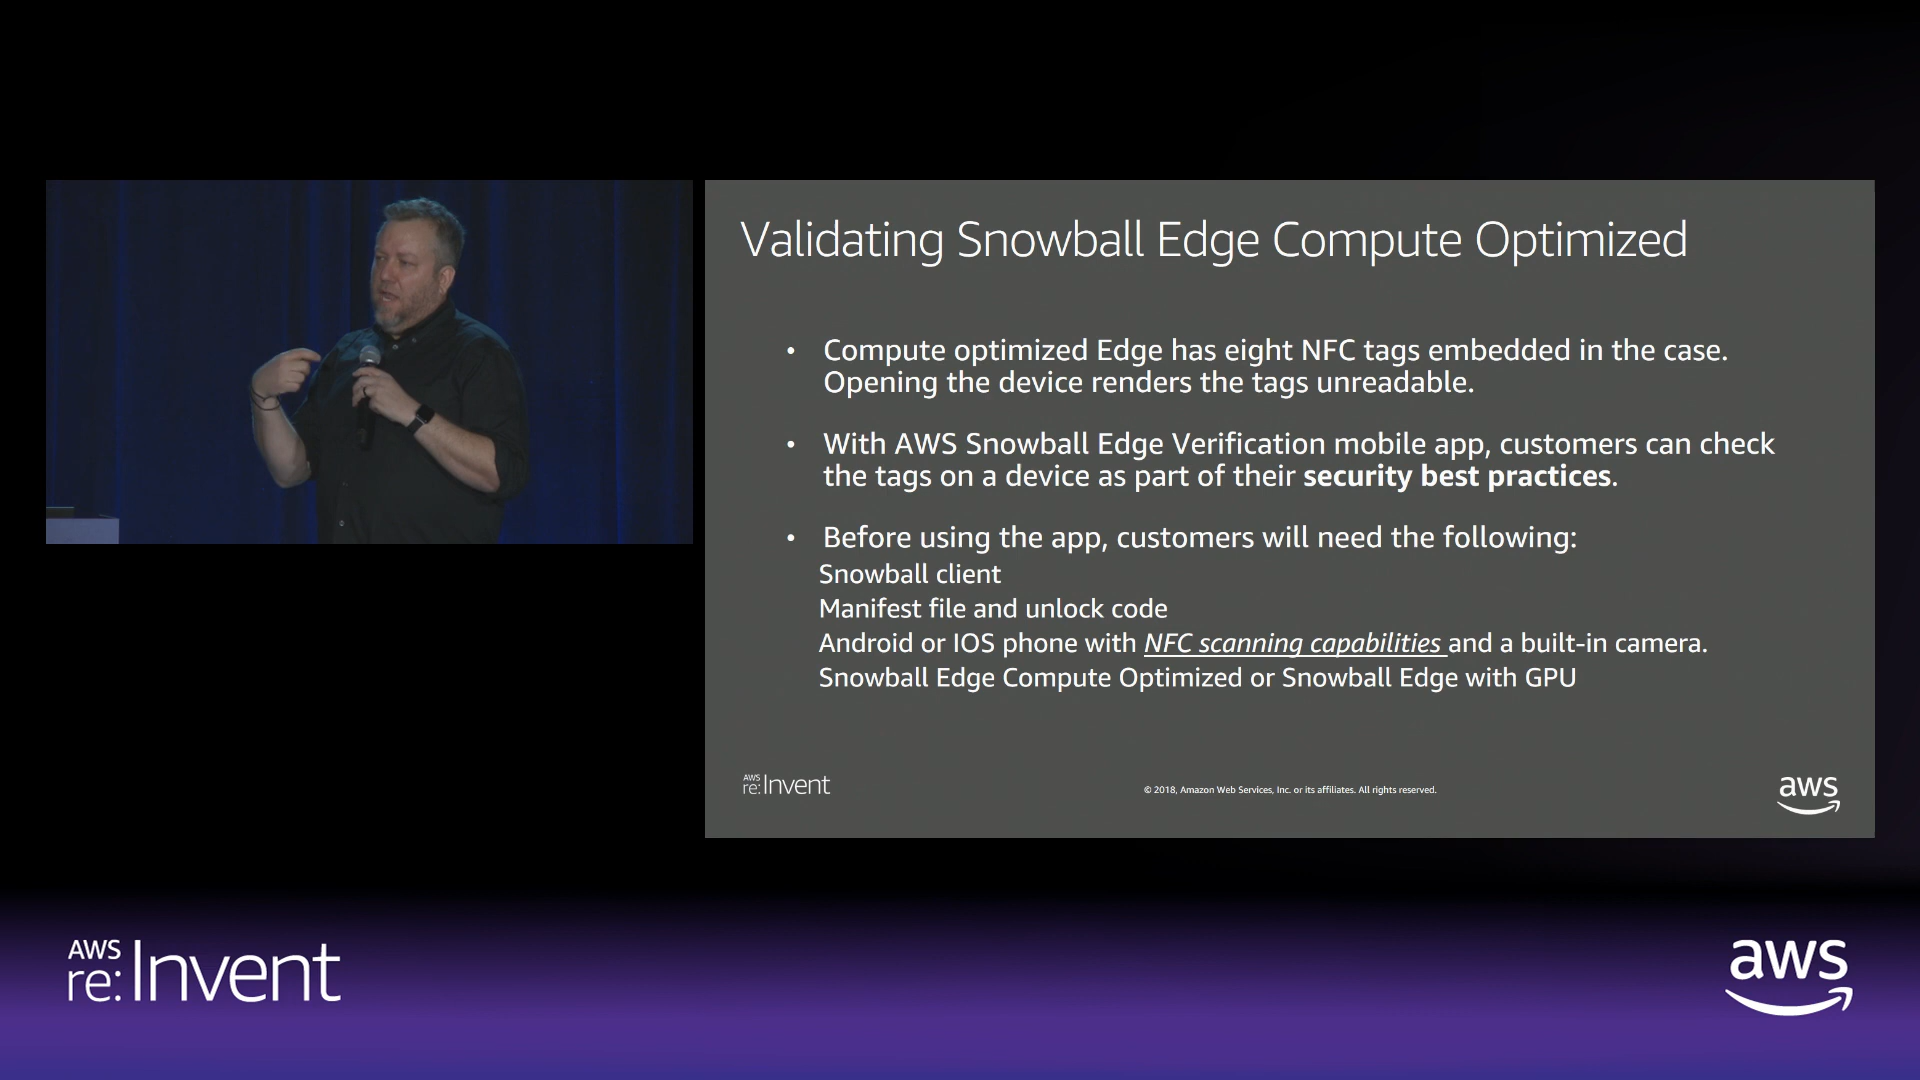 Validating Snowball Edge Compute Optimized
• Compute optimized Edge has eight NFC tags embedded in the case.
Opening the device renders the tags unreadable.
• With AWS Snowball Edge Verification mobile app, customers can check
the tags on a device as part of their security best practices.
• Before using the app, customers will need the following:
Snowball client
Manifest file and unlock code
Android or IOS phone with NFC scanning capabilities and a built-in camera.
Snowball Edge Compute Optimized or Snowball Edge with GPU
AWS
re:Invent
© 2018, Amazon Web Services, Inc. or its affiliates. All rights reserved.
aws
AWS
re:Invent
aws